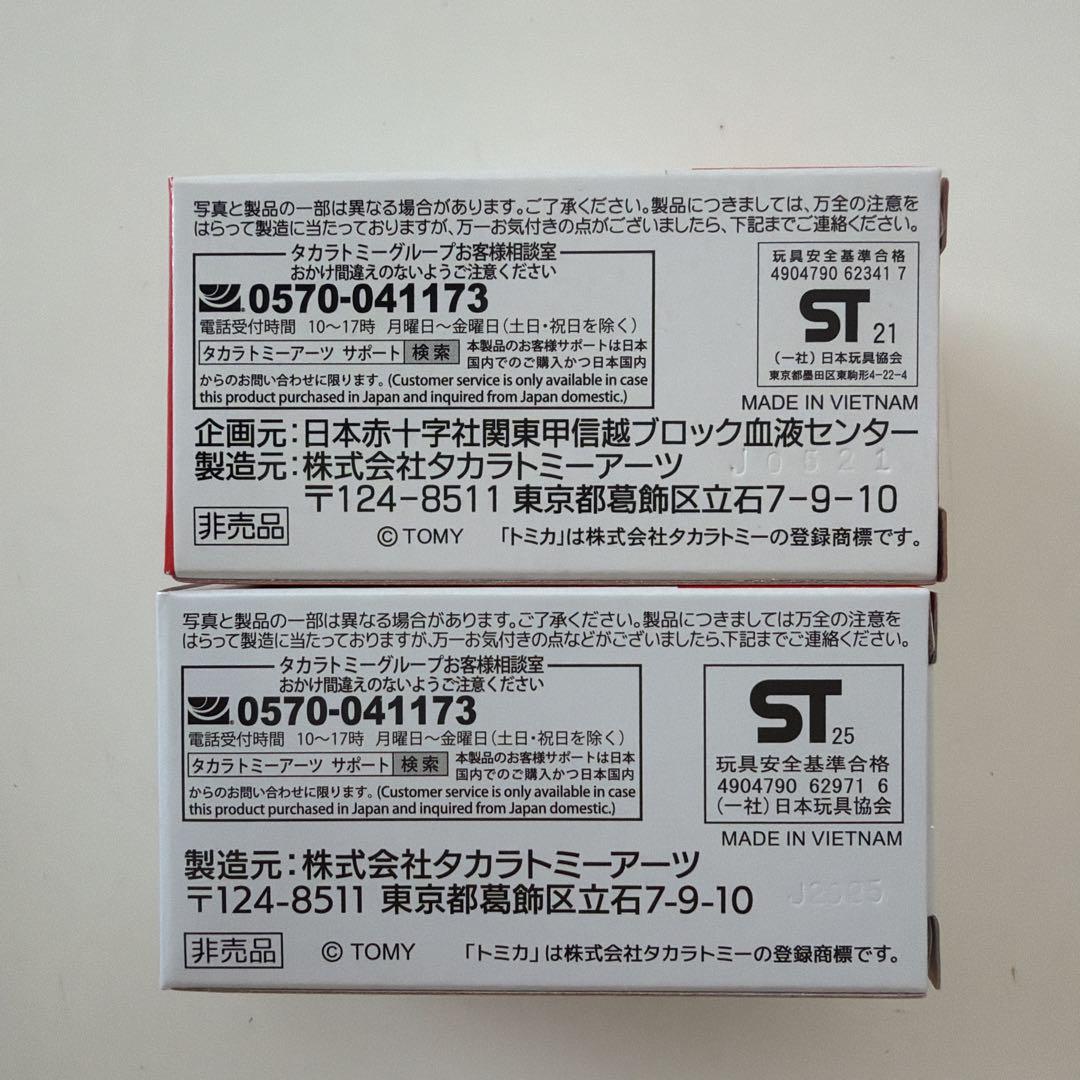 写真と製品の一部は異なる場合があります。ご了承ください。製品につきましては、万全の注意を
はらって製造に当たっておりますが、万一お気付きの点がございましたら、下記までご連絡ください。
タカラトミーグループお客様相談室
おかけ間違えのないようご注意ください
0570-041173
電話受付時間 10〜17時 月曜日〜金曜日(土日・祝日を除く)
タカラトミーアーツ サポート 検索 本製品のお客様サポートは日本
国内でのご購入かつ日本国内
からのお問い合わせに限ります。(Customer service is only available in case
this product purchased in Japan and inquired from Japan domestic.)
玩具安全基準合格
4904790 62341 7
ST 21
(一社)日本玩具協会
東京都墨田区東駒形4-22-4
MADE IN VIETNAM
企画元:日本赤十字社関東甲信越ブロック血液センター
製造元:株式会社タカラトミーアーツ
J0621
〒124-8511 東京都葛飾区立石7-9-10
非売品 © TOMY 「トミカ」は株式会社タカラトミーの登録商標です。
写真と製品の一部は異なる場合があります。ご了承ください。製品につきましては万全の注意を
はらって製造に当たっておりますが、万一お気付きの点などがございましたら、下記までご連絡ください。
タカラトミーグループお客様相談室
おかけ間違えのないようご注意ください
0570-041173
電話受付時間 10〜17時 月曜日〜金曜日(土日・祝日を除く)
タカラトミーアーツ サポート 検索 本製品のお客様サポートは日本
国内でのご購入かつ日本国内
からのお問い合わせに限ります。(Customer service is only available in case
this product purchased in Japan and inquired from Japan domestic.)
ST 25
玩具安全基準合格
4904790 62971 6
(一社)日本玩具協会
MADE IN VIETNAM
製造元:株式会社タカラトミーアーツ
〒124-8511 東京都葛飾区立石7-9-10
非売品 © TOMY 「トミカ」は株式会社タカラトミーの登録商標です。